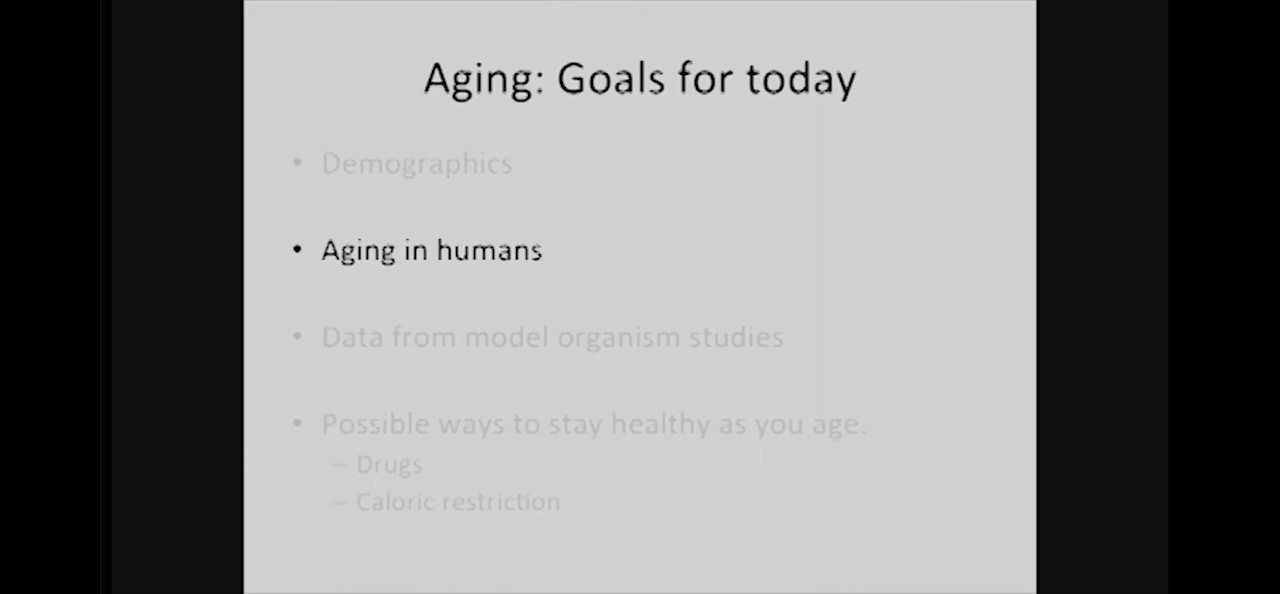 Aging: Goals for today
• Demographics
• Aging in humans
• Data from model organism studies
• Possible ways to stay healthy as you age.
– Drugs
– Caloric restriction